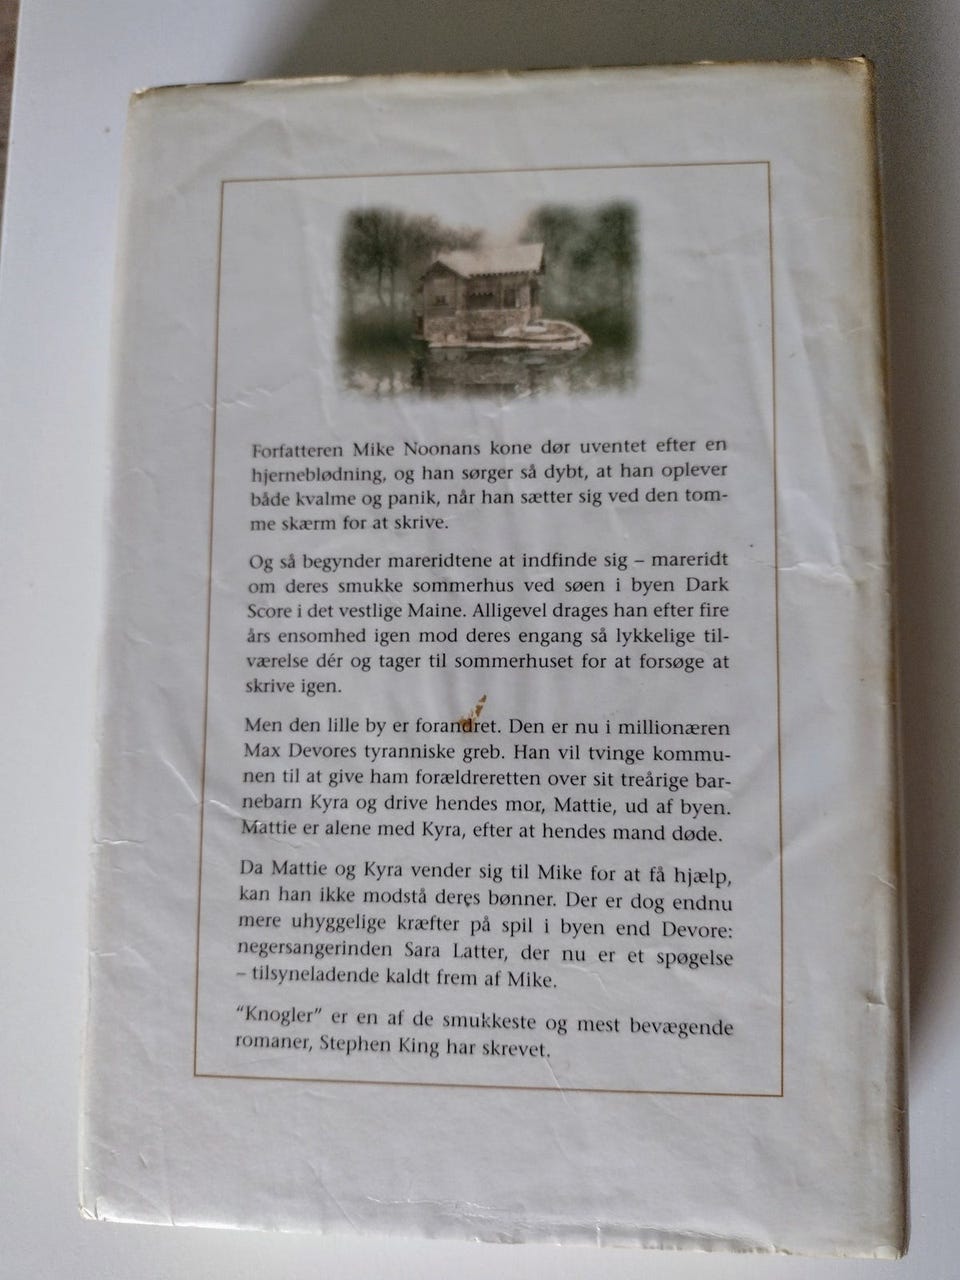 Forfatteren Mike Noonans kone dør uventet efter en
hjerneblødning, og han sørger så dybt, at han oplever
både kvalme og panik, når han sætter sig ved den tom-
me skærm for at skrive.
Og så begynder mareridtene at indfinde sig – mareridt
om deres smukke sommerhus ved søen i byen Dark
Score i det vestlige Maine. Alligevel drages han efter fire
års ensomhed igen mod deres engang så lykkelige til-
værelse dér og tager til sommerhuset for at forsøge at
skrive igen.
Men den lille by er forandret. Den er nu i millionæren
Max Devores tyranniske greb. Han vil tvinge kommu-
nen til at give ham forældreretten over sit treårige bar-
nebarn Kyra og drive hendes mor, Mattie, ud af byen.
Mattie er alene med Kyra, efter at hendes mand døde.
Da Mattie og Kyra vender sig til Mike for at få hjælp,
kan han ikke modstå deres bønner. Der er dog endnu
mere uhyggelige kræfter på spil i byen end Devore:
negersangerinden Sara Latter, der nu er et spøgelse
– tilsyneladende kaldt frem af Mike.
"Knogler" er en af de smukkeste og mest bevægende
romaner, Stephen King har skrevet.